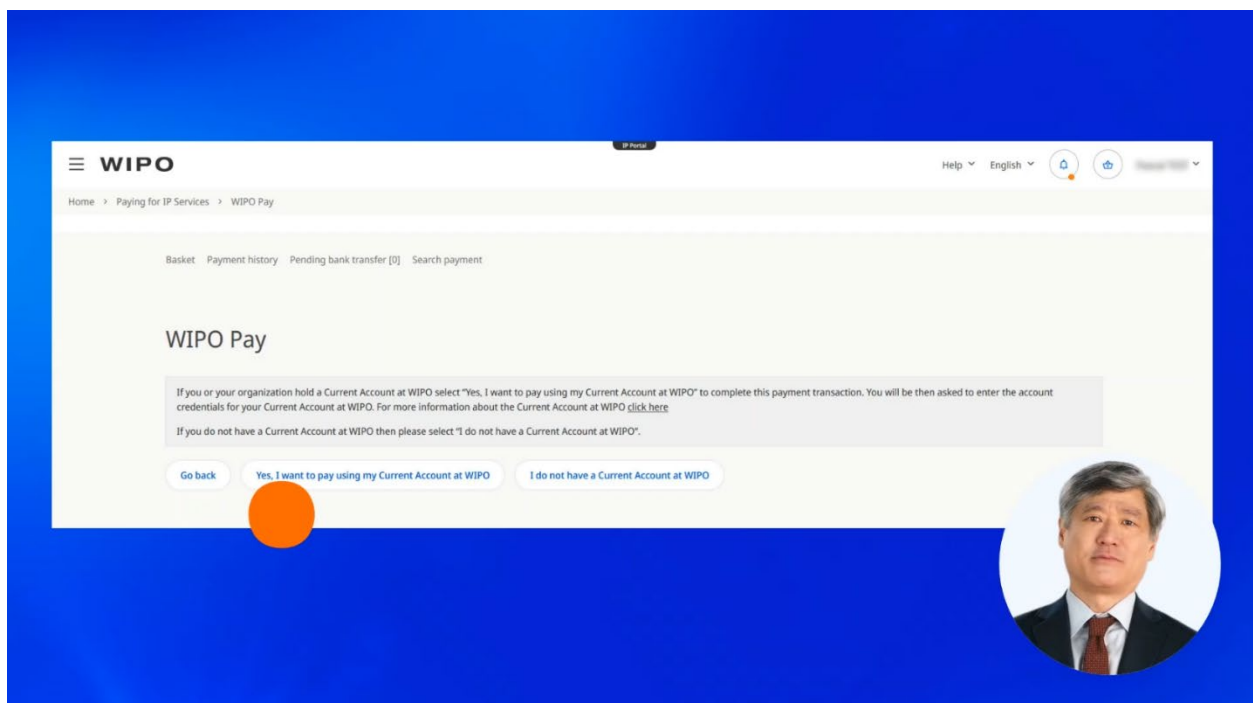 IP Portal
WIPO
Help English
Home > Paying for IP Services > WIPO Pay
Basket Payment history Pending bank transfer [0] Search payment
WIPO Pay
If you or your organization hold a Current Account at WIPO select "Yes, I want to pay using my Current Account at WIPO" to complete this payment transaction. You will be then asked to enter the account
credentials for your Current Account at WIPO. For more information about the Current Account at WIPO click here
If you do not have a Current Account at WIPO then please select "I do not have a Current Account at WIPO".
Go back Yes, I want to pay using my Current Account at WIPO I do not have a Current Account at WIPO